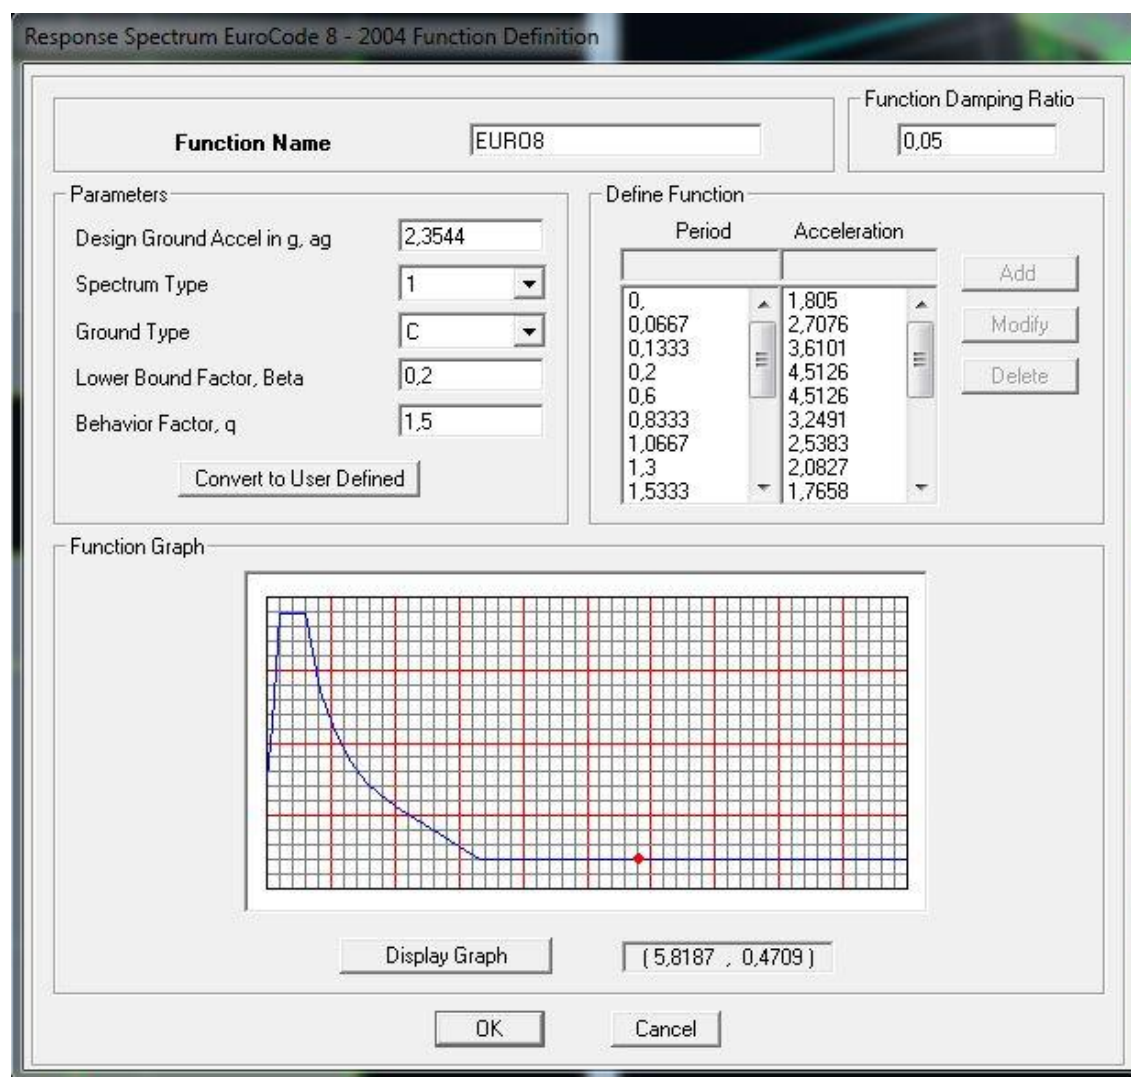 Response Spectrum EuroCode 8 - 2004 Function Definition
Function Name
EURO8
Function Damping Ratio
0,05
Parameters
Design Ground Accel in g, ag
2,3544
Spectrum Type
1
Ground Type
C
Lower Bound Factor, Beta
0,2
Behavior Factor, q
1,5
Convert to User Defined
Define Function
Period Acceleration
0, 1,805
0,0667 2,7076
0,1333 3,6101
0,2 4,5126
0,6 4,5126
0,8333 3,2491
1,0667 2,5383
1,3 2,0827
1,5333 1,7658
Add
Modify
Delete
Function Graph
Display Graph
( 5,8187 , 0,4709 )
OK
Cancel